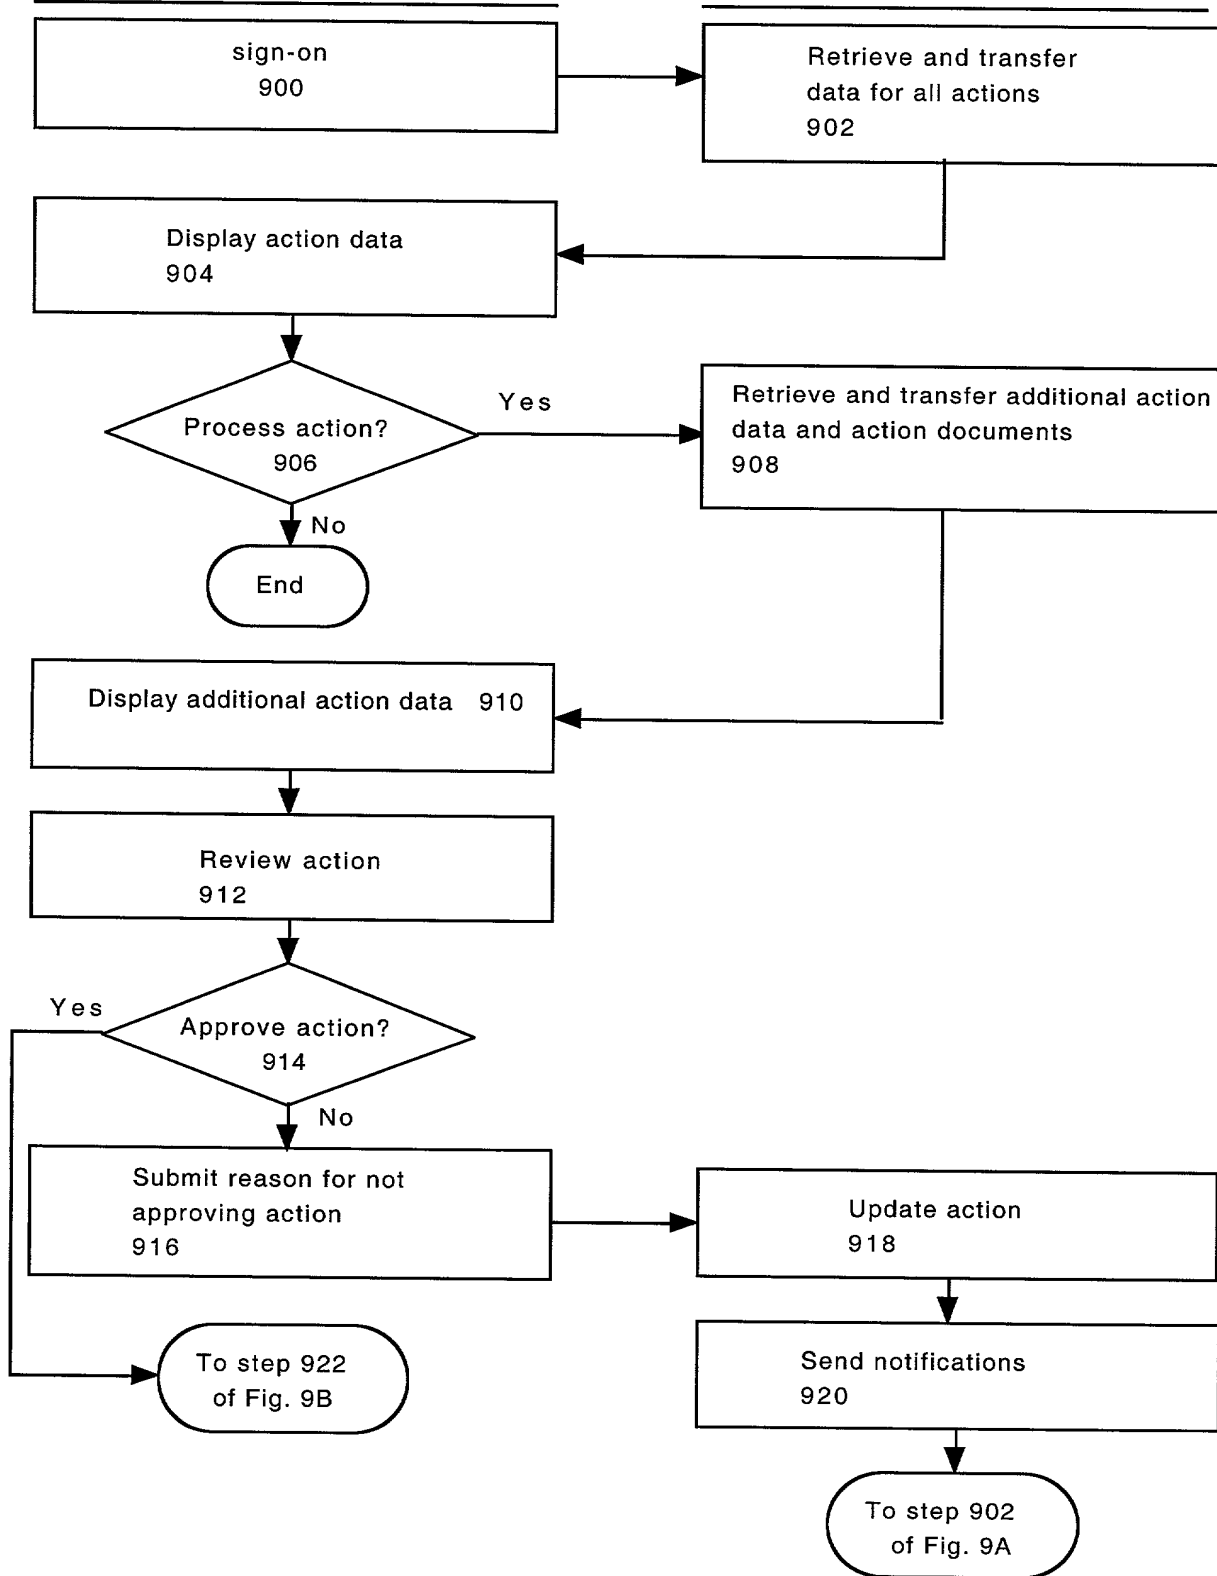 sign-on
900
Retrieve and transfer
data for all actions
902
Display action data
904
Process action?
906
Yes
No
End
Retrieve and transfer additional action
data and action documents
908
Display additional action data 910
Review action
912
Approve action?
914
Yes
No
Submit reason for not
approving action
916
Update action
918
Send notifications
920
To step 922
of Fig. 9B
To step 902
of Fig. 9A